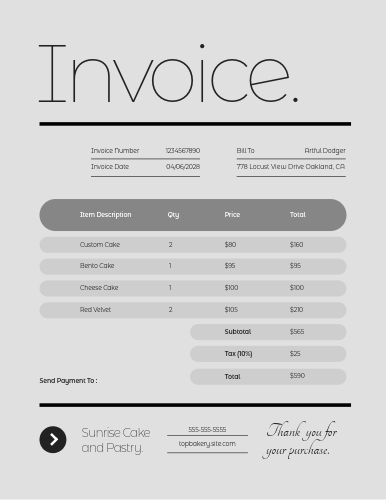 Invoice.
Invoice Number 1234567890
Invoice Date 04/06/2028
Bill To Artful Dodger
778 Locust View Drive Oakland, CA
Item Description Qty Price Total
Custom Cake 2 $80 $160
Bento Cake 1 $95 $95
Cheese Cake 1 $100 $100
Red Velvet 2 $105 $210
Subtotal $565
Tax (10%) $25
Total $590
Send Payment To :
Sunrise Cake
and Pastry.
555-555-5555
topbakery.site.com
Thank you for
your purchase.